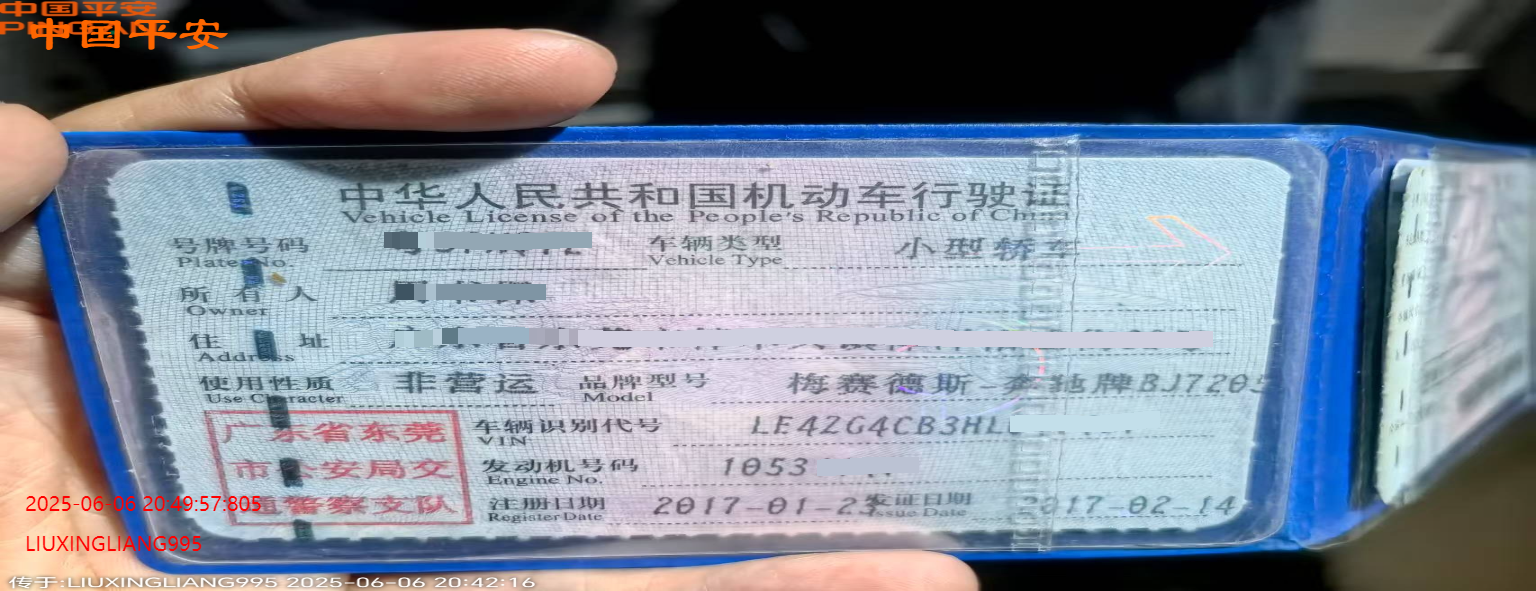 中国平安
中国平安
中华人民共和国机动车行驶证
Vehicle License of the People's Republic of China
号牌号码
Plate No.
车辆类型 小型轿车
Vehicle Type
所有人
Owner
住址
Address
使用性质 非营运 品牌型号 梅赛德斯-奔驰牌BJ7205
Use Character Model
广东省东莞
市公安局交
通警察支队
车辆识别代号 LE4ZG4CB3HL
VIN
发动机号码 1053
Engine No.
注册日期 2017-01-23 发证日期 2017-02-14
Register Date Issue Date
2025-06-06 20:49:57:805
LIUXINGLIANG995
传于:LIUXINGLIANG995 2025-06-06 20:42:16